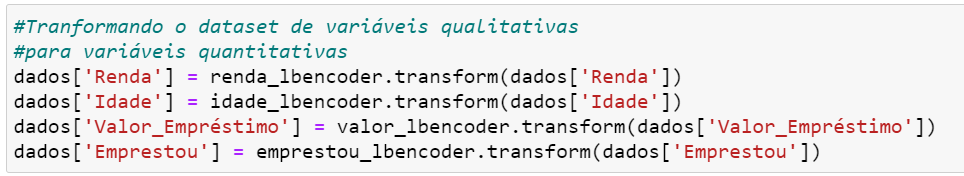 #Tranformando o dataset de variáveis qualitativas
#para variáveis quantitativas
dados['Renda'] = renda_lbencoder.transform(dados['Renda'])
dados['Idade'] = idade_lbencoder.transform(dados['Idade'])
dados['Valor_Empréstimo'] = valor_lbencoder.transform(dados['Valor_Empréstimo'])
dados['Emprestou'] = emprestou_lbencoder.transform(dados['Emprestou'])